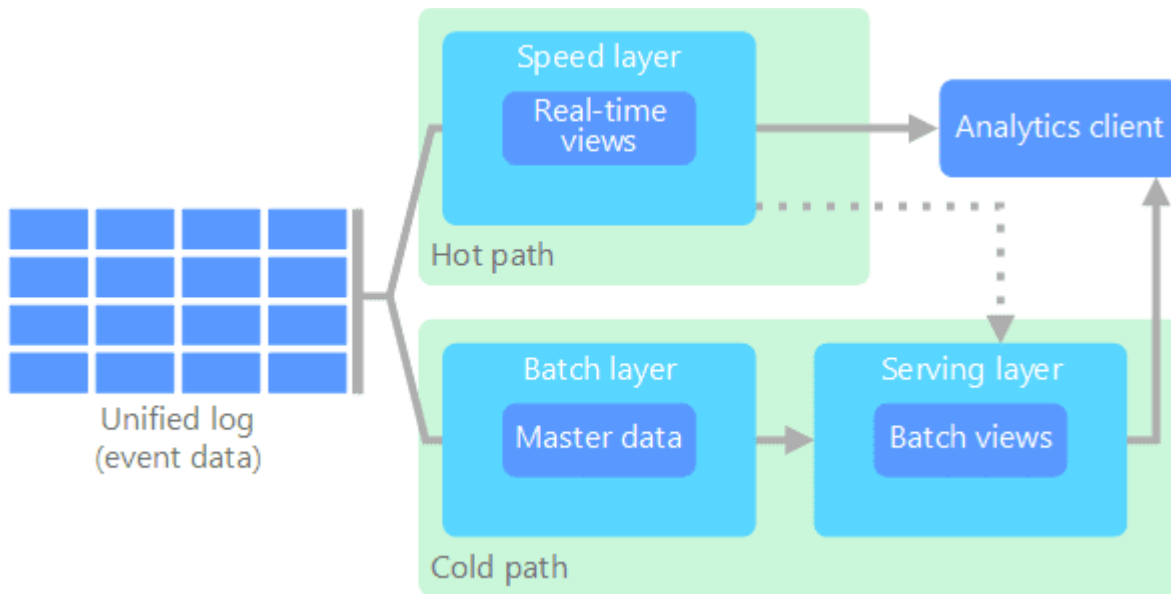 Speed layer
Real-time
views
Analytics client
Hot path
Unified log
(event data)
Batch layer
Master data
Serving layer
Batch views
Cold path